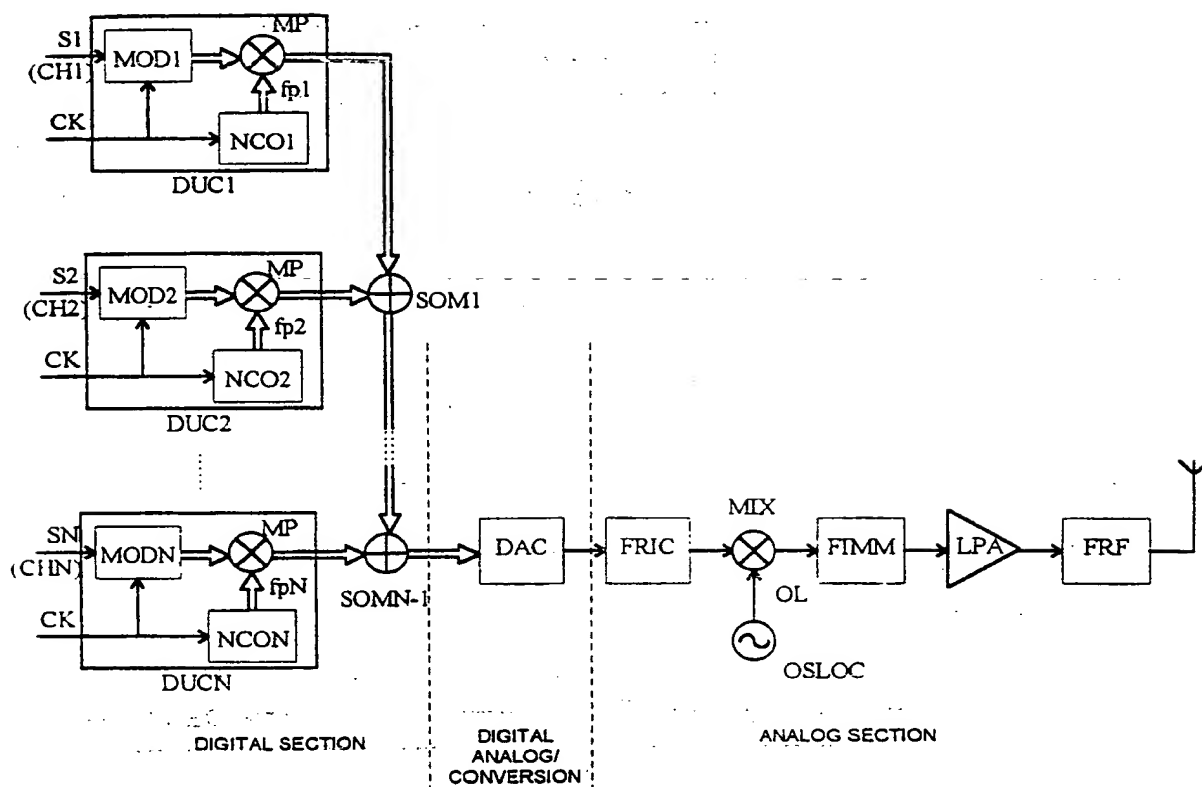 MP
S1
(CH1)
MOD1
fp1
CK
NCO1
DUC1
MP
S2
(CH2)
MOD2
SOM1
fp2
CK
NCO2
DUC2
MP
SN
(CHN)
MODN
fpN
SOMN-1
CK
NCON
DUCN
DAC
FRIC
MIX
OL
OSLOC
FIMM
LPA
FRF
DIGITAL SECTION
DIGITAL
ANALOG/
CONVERSION
ANALOG SECTION